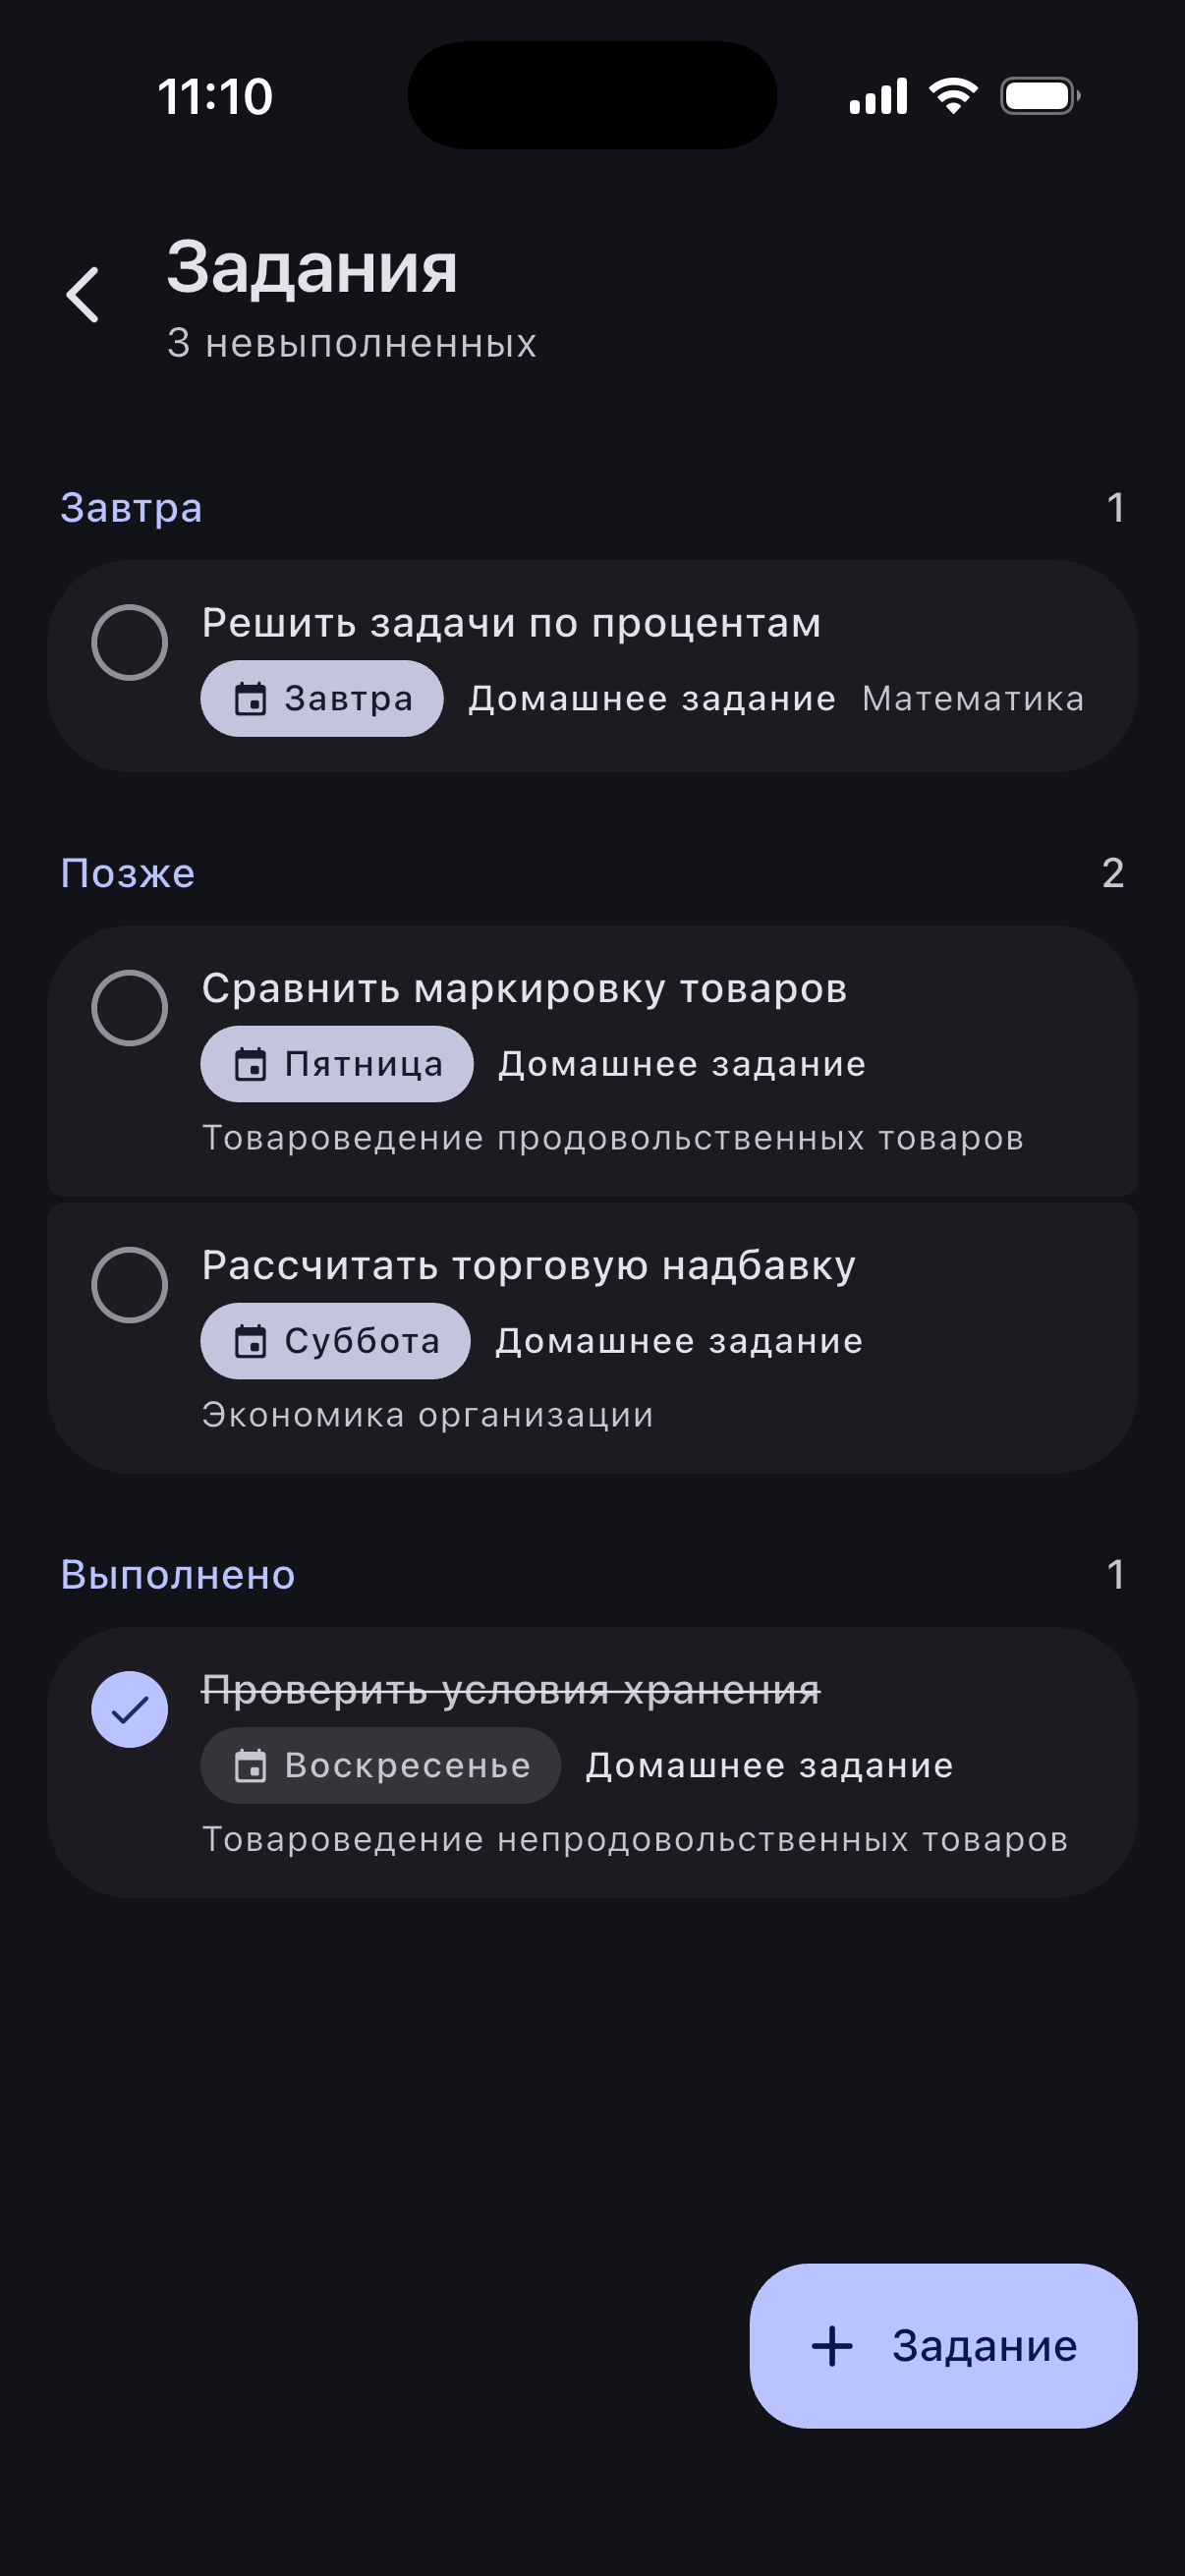 11:10
Задания
3 невыполненных
Завтра 1
Решить задачи по процентам
Завтра Домашнее задание Математика
Позже 2
Сравнить маркировку товаров
Пятница Домашнее задание
Товароведение продовольственных товаров
Рассчитать торговую надбавку
Суббота Домашнее задание
Экономика организации
Выполнено 1
Проверить условия хранения
Воскресенье Домашнее задание
Товароведение непродовольственных товаров
+ Задание